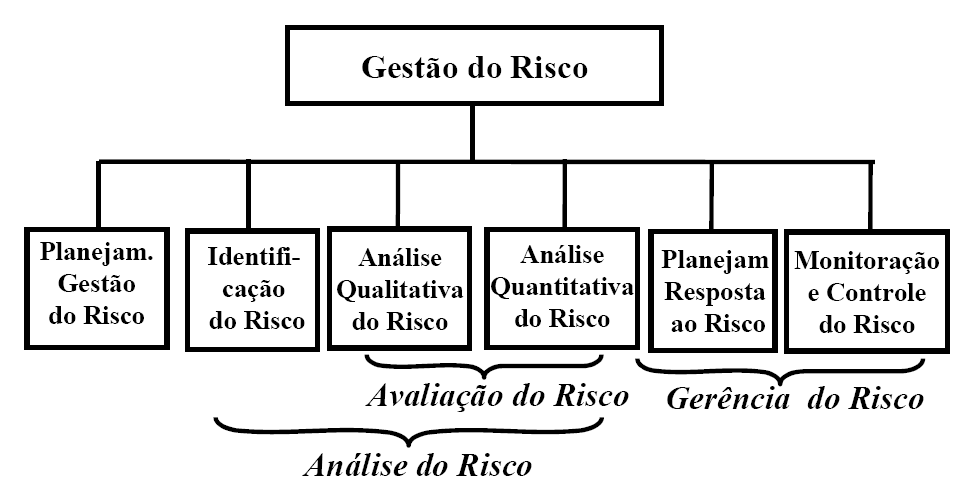 Gestão do Risco
Planejam.
Gestão
do Risco
Identifi-
cação
do Risco
Análise
Qualitativa
do Risco
Análise
Quantitativa
do Risco
Planejam
Resposta
ao Risco
Monitoração
e Controle
do Risco
Avaliação do Risco
Gerência do Risco
Análise do Risco